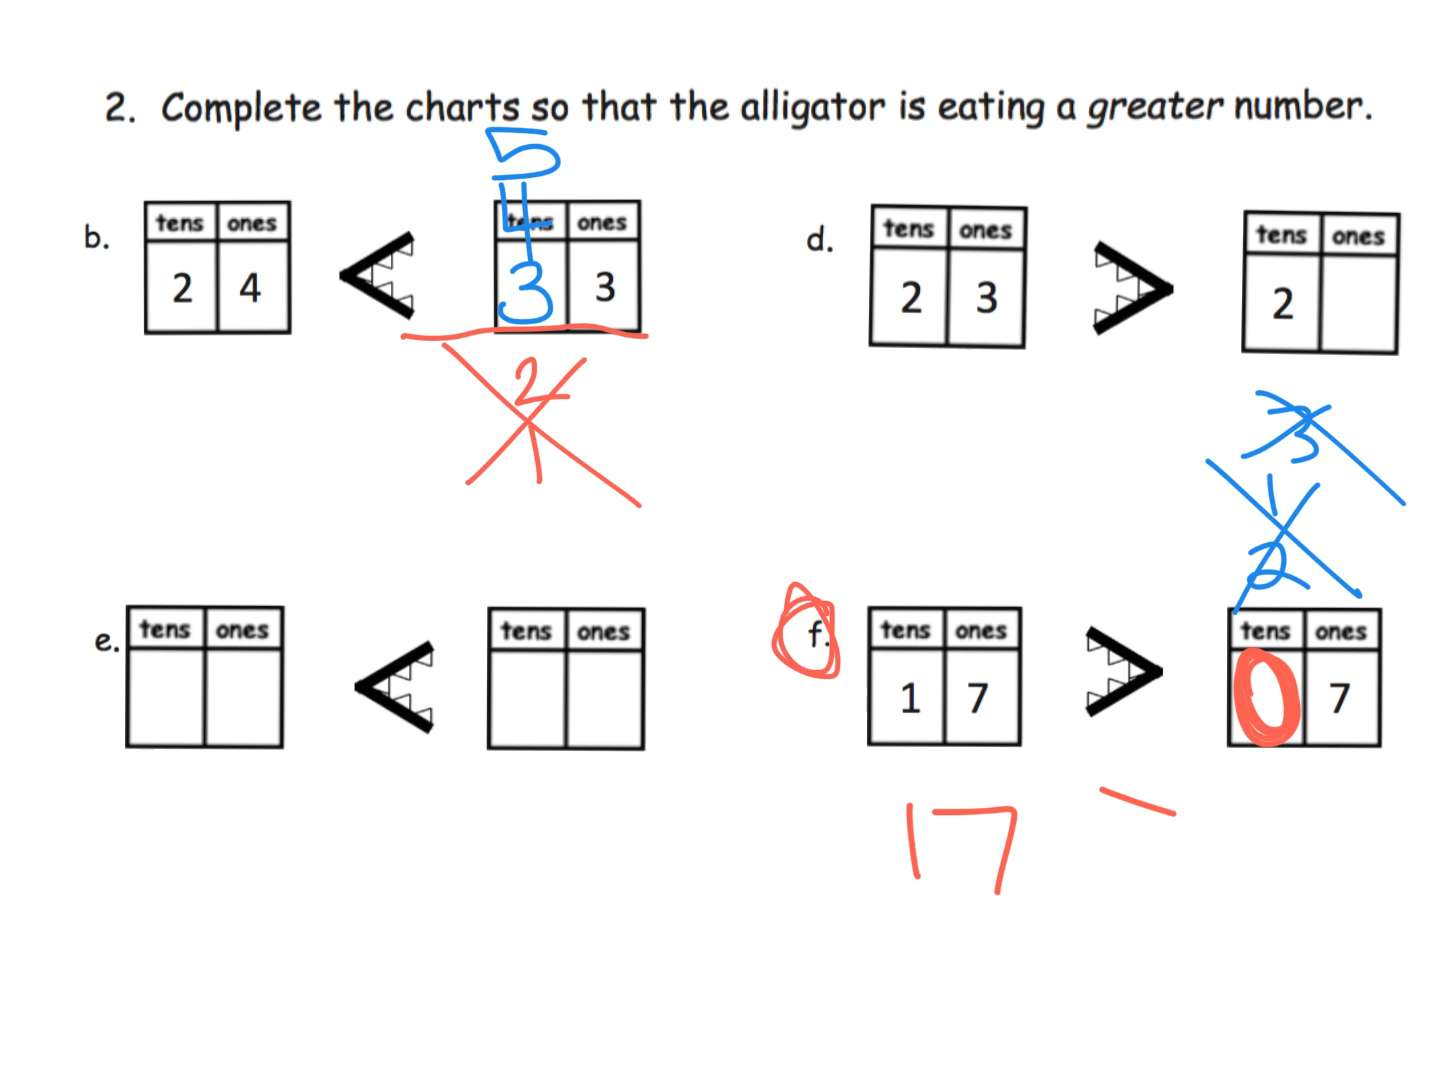 2. Complete the charts so that the alligator is eating a greater number.
5
4
b. tens ones < tens ones
2 4 3 3
2
1
d. tens ones > tens ones
2 3 2
3
1
2
e. tens ones < tens ones
f. tens ones > tens ones
1 7 0 7
17